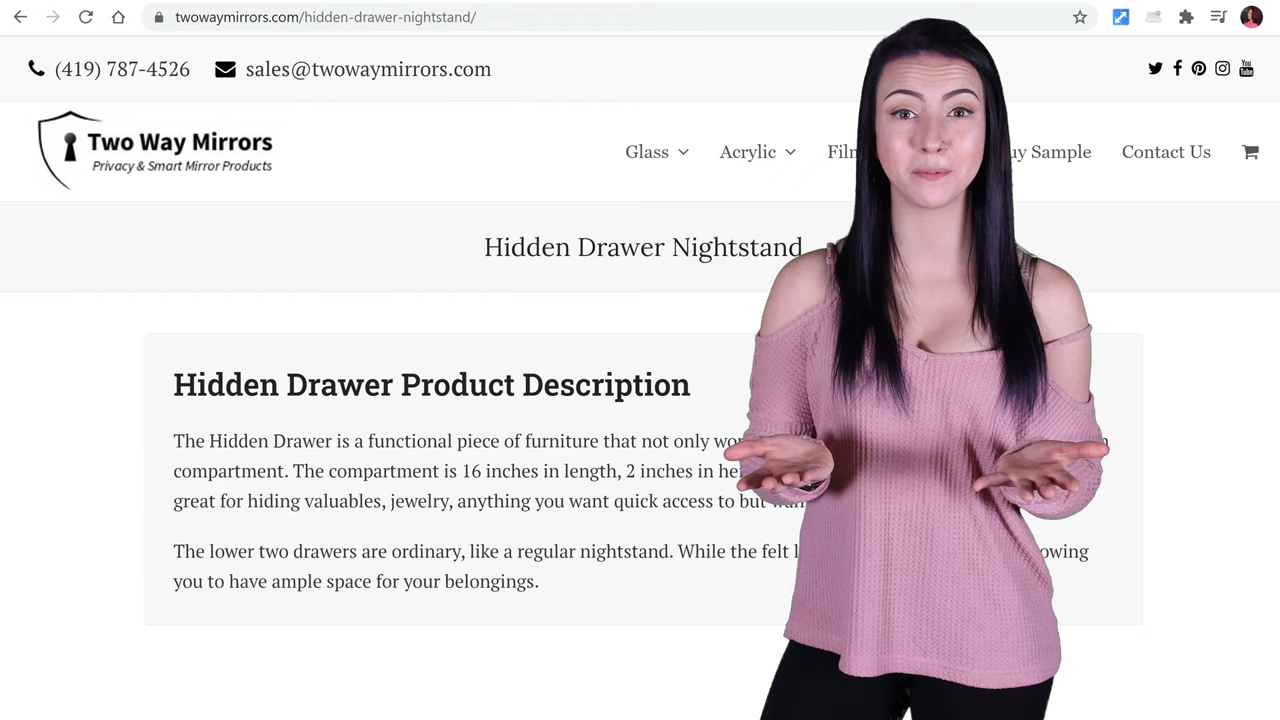 twowaymirrors.com/hidden-drawer-nightstand/
(419) 787-4526 sales@twowaymirrors.com
You Tube
Two Way Mirrors
Privacy & Smart Mirror Products
Glass Acrylic Sample Contact Us
Hidden Drawer Nightstand
Hidden Drawer Product Description
The Hidden Drawer is a functional piece of furniture that not only
compartment. The compartment is 16 inches in length, 2 inches in
great for hiding valuables, jewelry, anything you want quick access to but
The lower two drawers are ordinary, like a regular nightstand. While the felt
you to have ample space for your belongings.